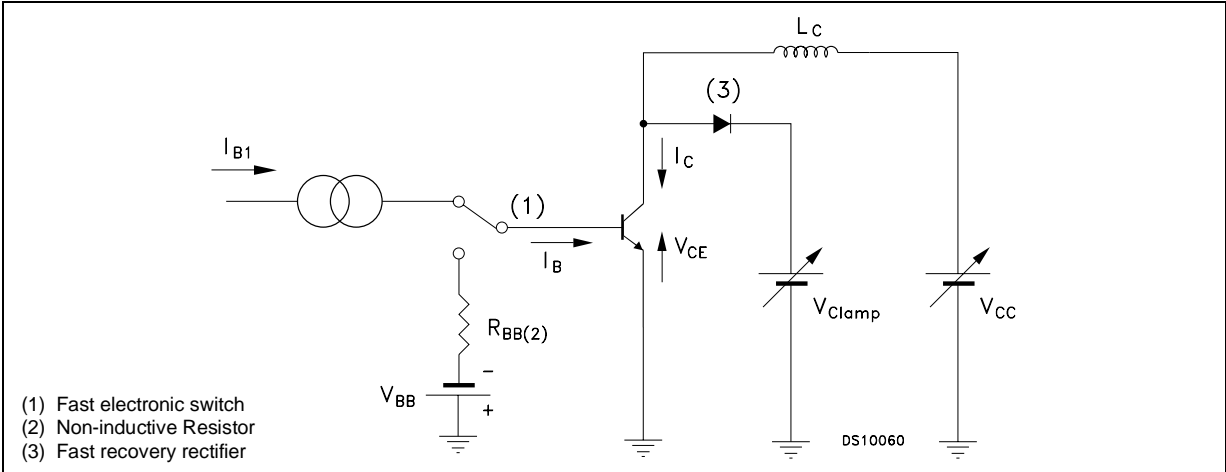 L C
(3)
I B1
I C
(1)
V CE
I B
V Clamp
V CC
R BB(2)
−
V BB
+
(1) Fast electronic switch
(2) Non-inductive Resistor
(3) Fast recovery rectifier
DS10060